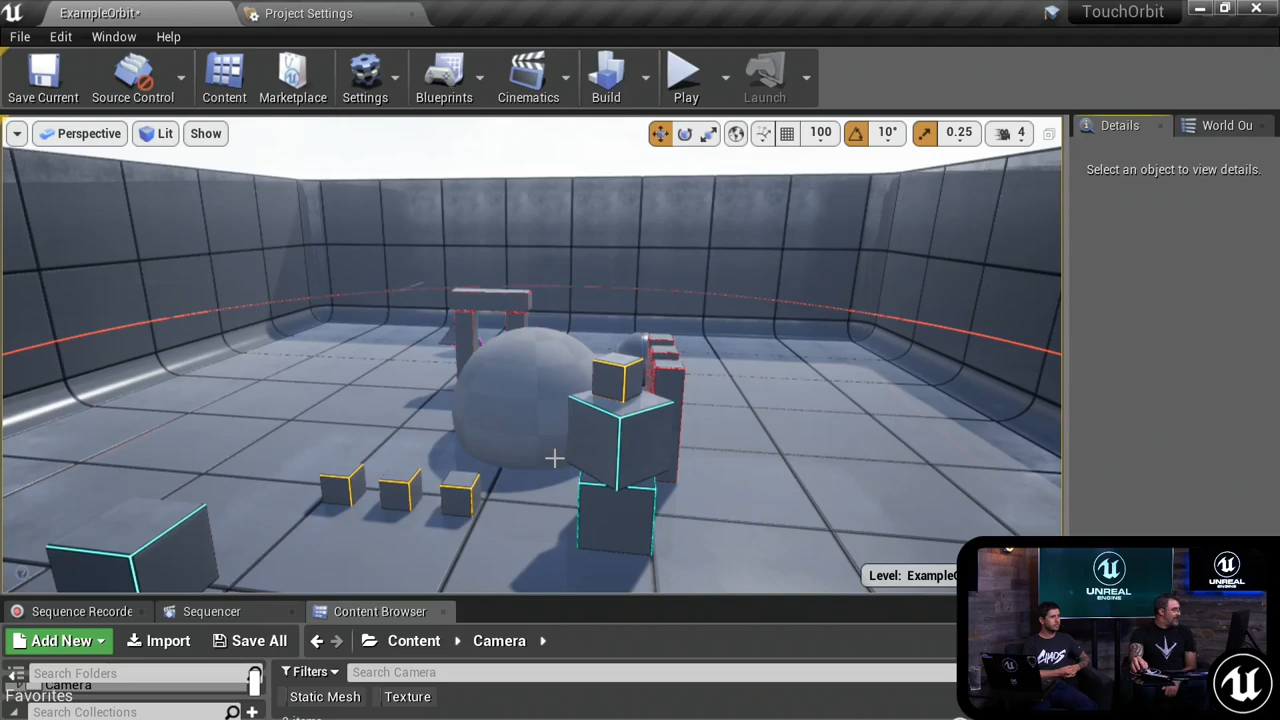 ExampleOrbit*
Project Settings
TouchOrbit
File Edit Window Help
Save Current
Source Control
Content
Marketplace
Settings
Blueprints
Cinematics
Build
Play
Launch
Perspective
Lit
Show
100
10°
0.25
4
Details
World Ou
Select an object to view details.
Level: ExampleO
UNREAL
ENGINE
UNREAL
ENGINE
CHAOS
Sequence Recorde
Sequencer
Content Browser
Add New
Import
Save All
Content
Camera
Search Folders
Filters
Search Camera
Camera
Favorites
Static Mesh
Texture
Search Collections